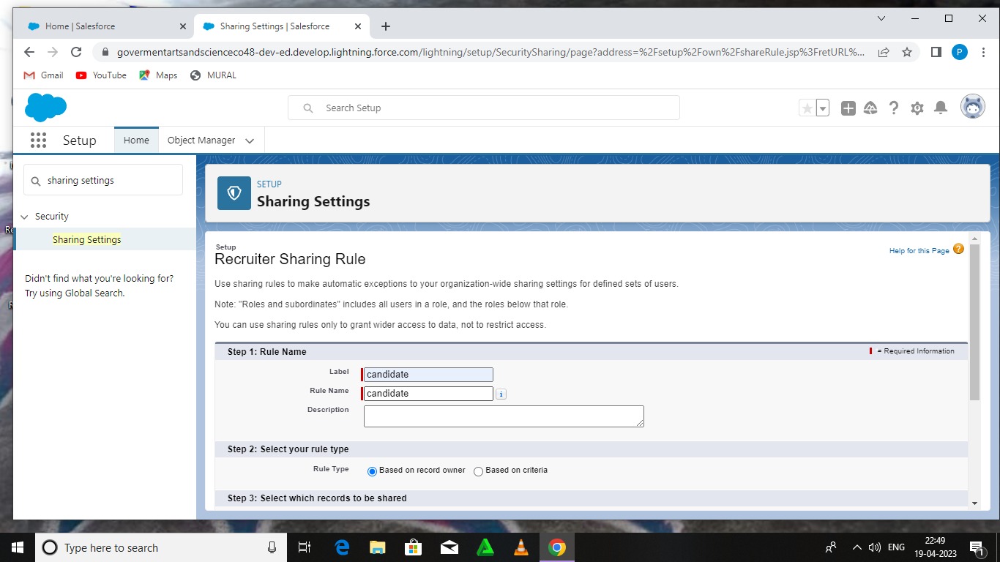 Home | Salesforce
Sharing Settings | Salesforce
govermentartsandscienceco48-dev-ed.develop.lightning.force.com/lightning/setup/SecuritySharing/page?address=%2Fsetup%2Fown%2FshareRule.jsp%3FretURL%...
P
Gmail
YouTube
Maps
MURAL
Search Setup
Setup
Home
Object Manager
sharing settings
Security
Sharing Settings
Didn't find what you're looking for?
Try using Global Search.
SETUP
Sharing Settings
Setup
Recruiter Sharing Rule
Help for this Page
Use sharing rules to make automatic exceptions to your organization-wide sharing settings for defined sets of users.
Note: "Roles and subordinates" includes all users in a role, and the roles below that role.
You can use sharing rules only to grant wider access to data, not to restrict access.
Step 1: Rule Name
= Required Information
Label candidate
Rule Name candidate
Description
Step 2: Select your rule type
Rule Type Based on record owner Based on criteria
Step 3: Select which records to be shared
Type here to search
ENG
22:49
19-04-2023
1